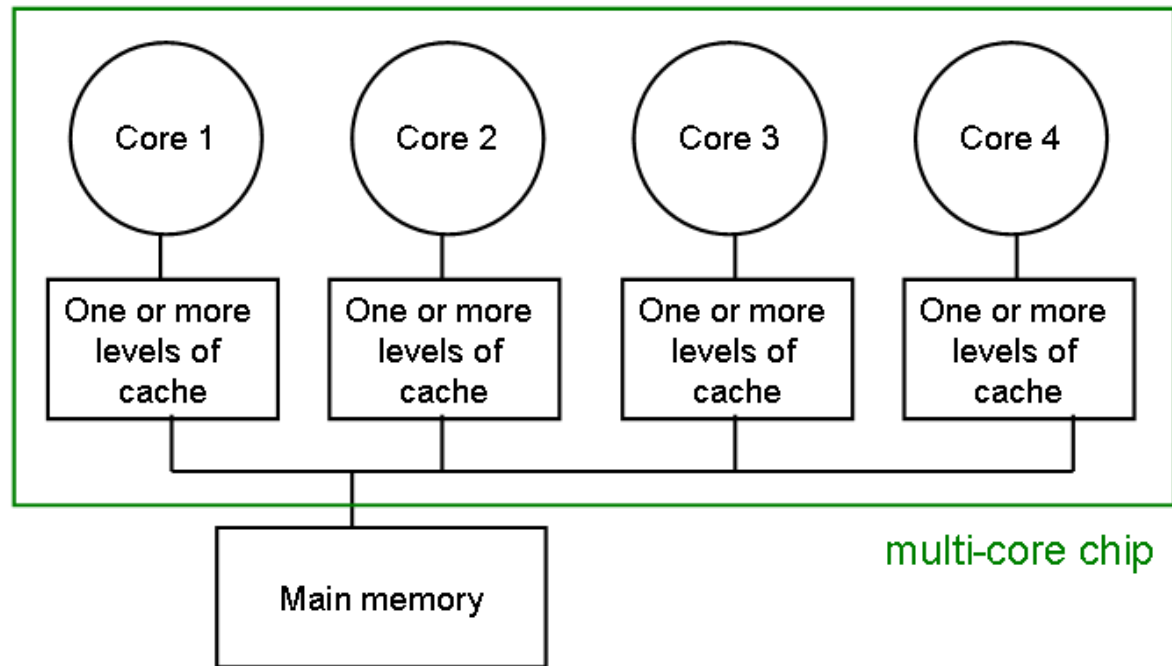 Core 1
Core 2
Core 3
Core 4
One or more
levels of
cache
One or more
levels of
cache
One or more
levels of
cache
One or more
levels of
cache
multi-core chip
Main memory